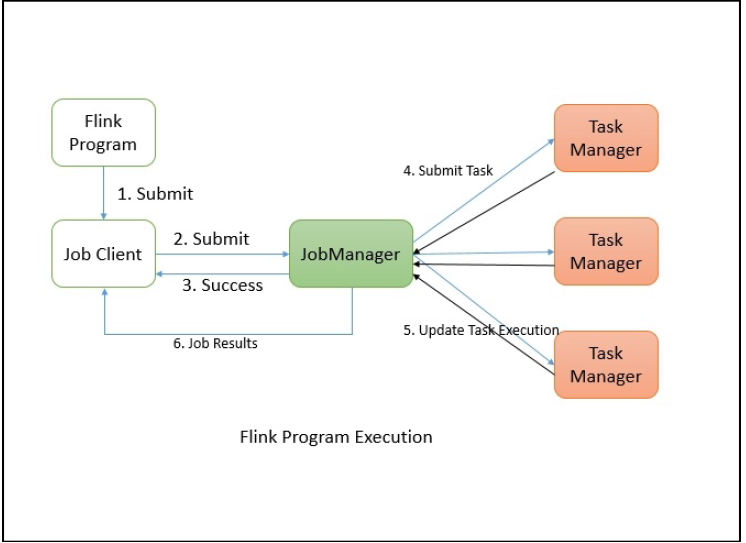 Flink
Program
1. Submit
Job Client
2. Submit
3. Success
JobManager
4. Submit Task
Task
Manager
Task
Manager
5. Update Task Execution
Task
Manager
6. Job Results
Flink Program Execution